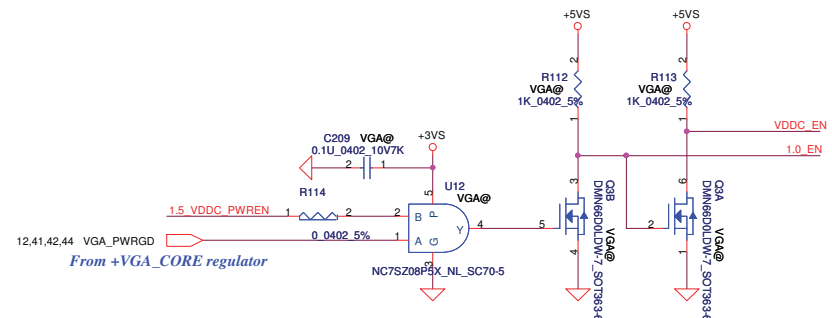 +5VS
+5VS
2
2
R112
VGA@
1K_0402_5%
R113
VGA@
1K_0402_5%
1
1
VDDC_EN
1.0_EN
C209 VGA@
0.1U_0402_10V7K
+3VS
2
1
R114
U12
VGA@
5
1.5_VDDC_PWREN
1
2
2
B
P
Y
4
12,41,42,44 VGA_PWRGD
0_0402_5%
1
A
G
3
From +VGA_CORE regulator
NC7SZ08P5X_NL_SC70-5
3
5
4
Q3B
DMN66D0LDW-7_SOT363-6
VGA@
6
2
1
Q3A
DMN66D0LDW-7_SOT363-6
VGA@